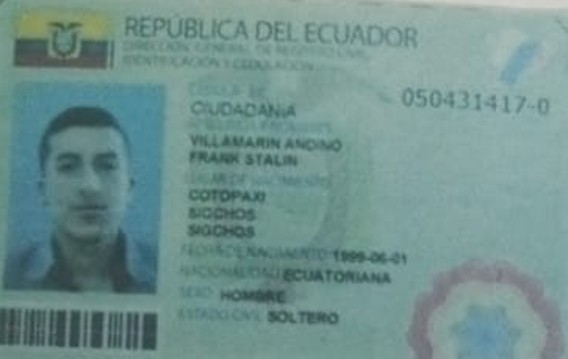 REPÚBLICA DEL ECUADOR
DIRECCIÓN GENERAL DE REGISTRO CIVIL
IDENTIFICACIÓN Y CEDULACIÓN
CÉDULA DE
CIUDADANÍA
050431417-0
APELLIDOS Y NOMBRES
VILLAMARIN ANDINO
FRANK STALIN
LUGAR DE NACIMIENTO
COTOPAXI
SIGCHOS
SIGCHOS
FECHA DE NACIMIENTO 1999-06-01
NACIONALIDAD ECUATORIANA
SEXO HOMBRE
ESTADO CIVIL SOLTERO